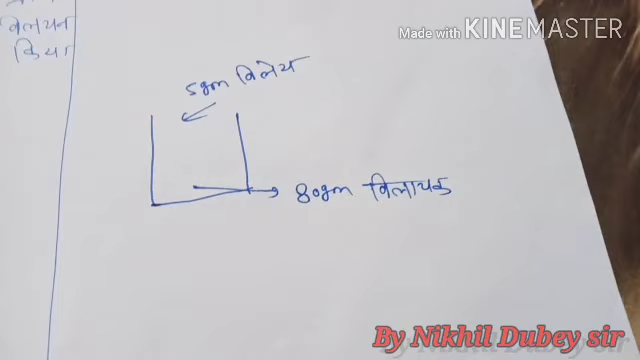 विलयन
किया
Made with KINEMASTER
5gm विलेय
80gm विलायक
By Nikhil Dubey sir